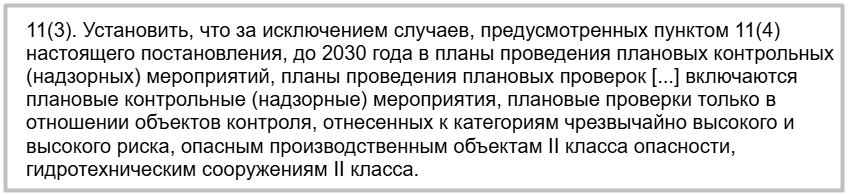 11(3). Установить, что за исключением случаев, предусмотренных пунктом 11(4)
настоящего постановления, до 2030 года в планы проведения плановых контрольных
(надзорных) мероприятий, планы проведения плановых проверок [...] включаются
плановые контрольные (надзорные) мероприятия, плановые проверки только в
отношении объектов контроля, отнесенных к категориям чрезвычайно высокого и
высокого риска, опасным производственным объектам II класса опасности,
гидротехническим сооружениям II класса.